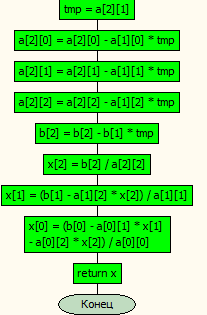 tmp = a[2][1]
a[2][0] = a[2][0] - a[1][0] * tmp
a[2][1] = a[2][1] - a[1][1] * tmp
a[2][2] = a[2][2] - a[1][2] * tmp
b[2] = b[2] - b[1] * tmp
x[2] = b[2] / a[2][2]
x[1] = (b[1] - a[1][2] * x[2]) / a[1][1]
x[0] = (b[0] - a[0][1] * x[1]
- a[0][2] * x[2]) / a[0][0]
return x
Конец